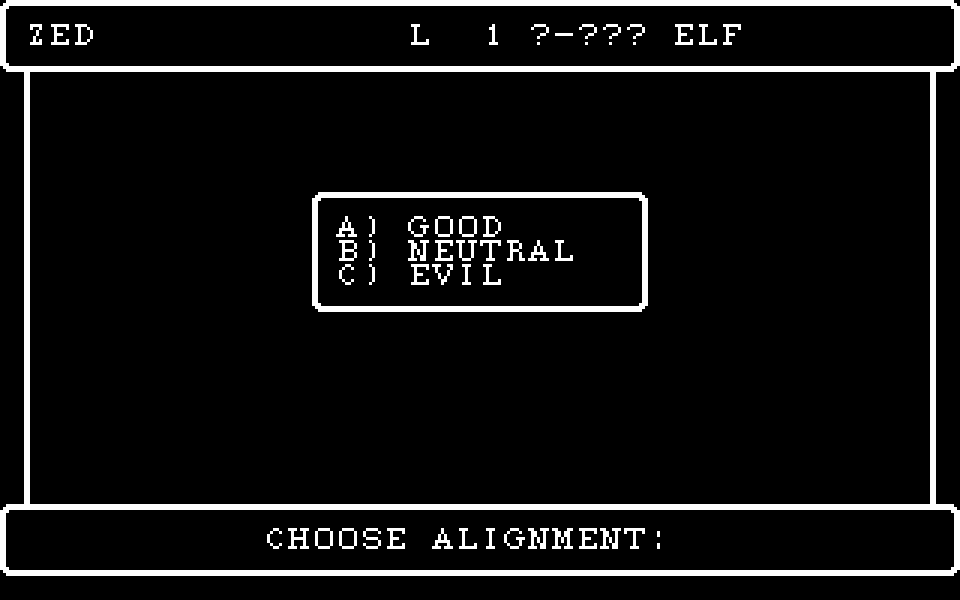 ZED L 1 ?-??? ELF
A) GOOD
B) NEUTRAL
C) EVIL
CHOOSE ALIGNMENT: